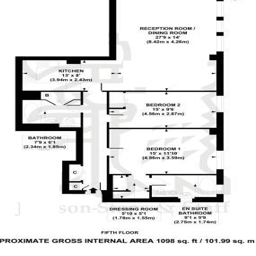 RECEPTION ROOM /
DINING ROOM
27'9 x 14'
(8.42m x 4.26m)
KITCHEN
13' x 8'
(3.94m x 2.43m)
B
BEDROOM 2
15' x 9'6
(4.56m x 2.87m)
BATHROOM
7'9 x 6'1
(2.34m x 1.85m)
BEDROOM 1
15' x 11'10
(4.56m x 3.59m)
C
C
DRESSING ROOM
5'10 x 5'1
(1.78m x 1.55m)
EN SUITE
BATHROOM
9'1 x 5'9
(2.75m x 1.74m)
FIFTH FLOOR
PROXIMATE GROSS INTERNAL AREA 1098 sq. ft / 101.99 sq. m